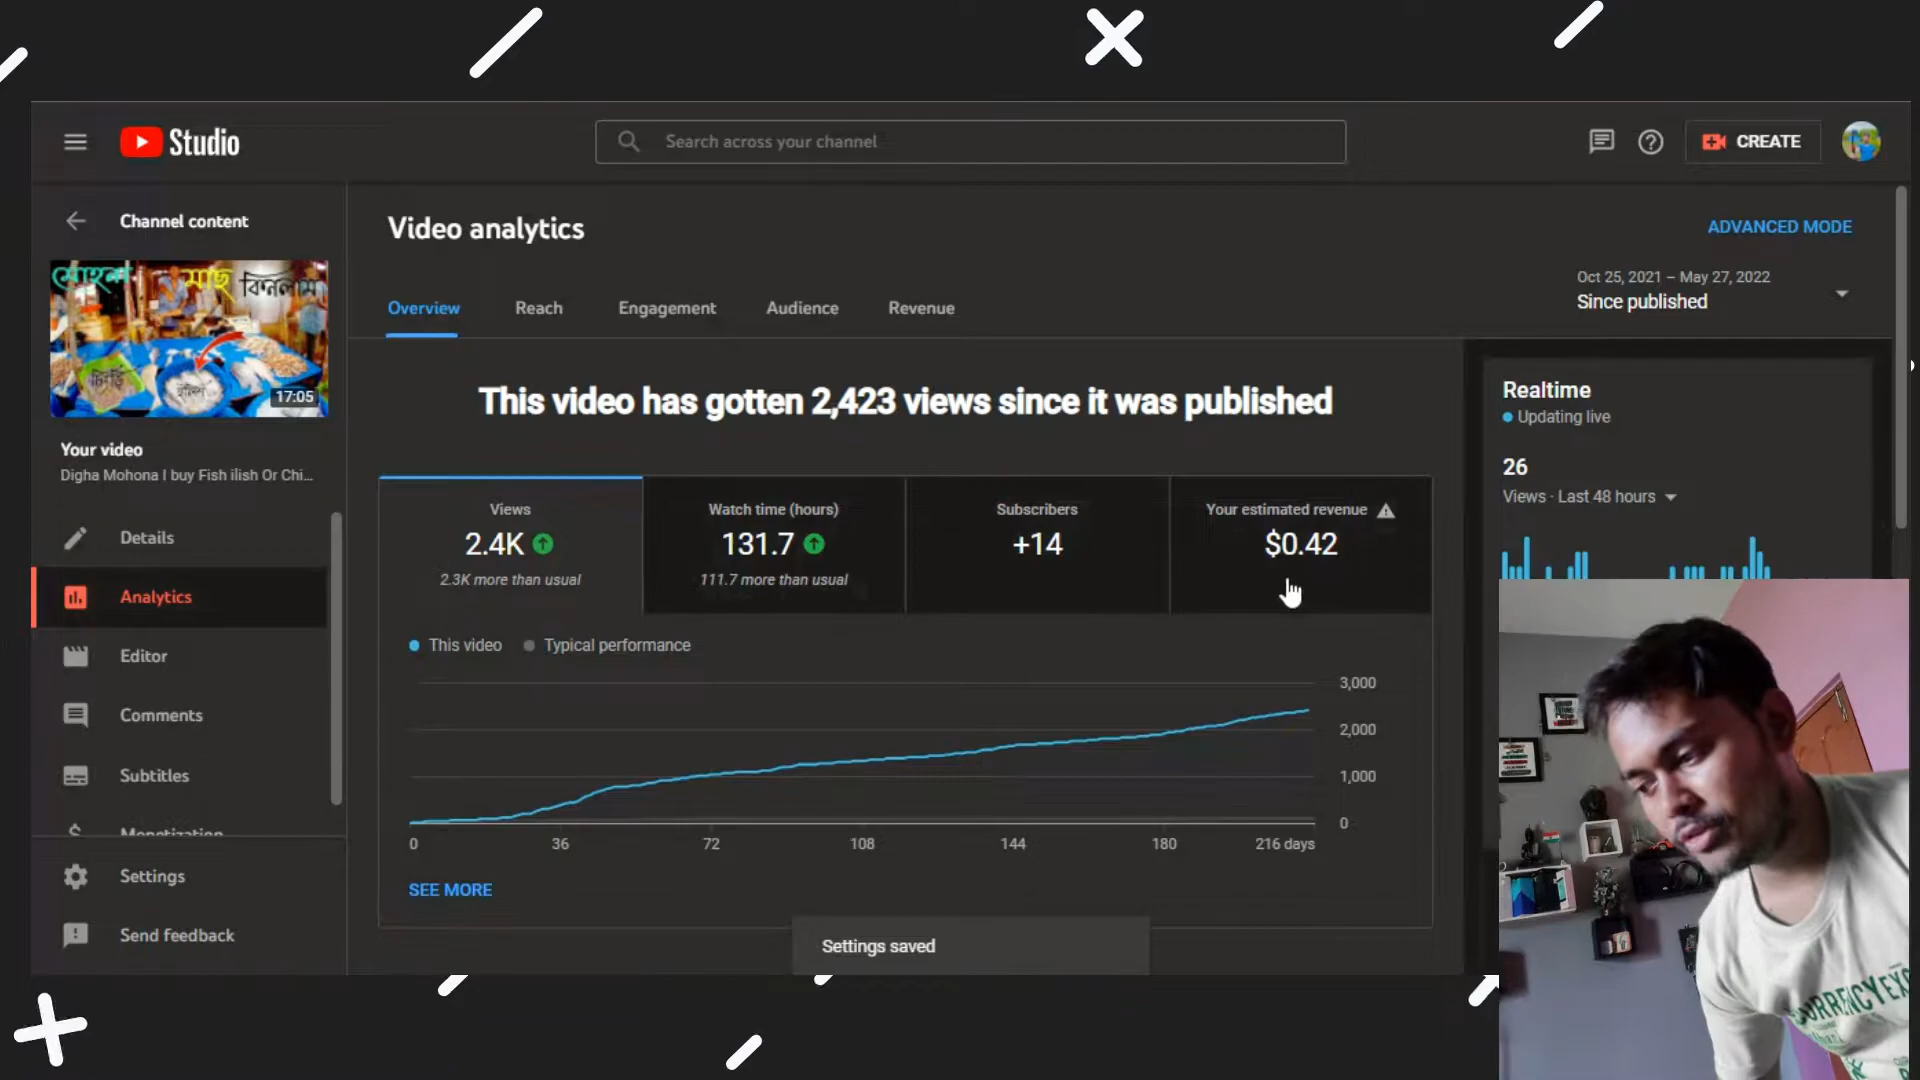 Studio
Search across your channel
CREATE
Channel content
মোহনা মাছ কিনলাম
চিংড়ি
ইলিশ
17:05
Your video
Digha Mohona I buy Fish ilish Or Chi...
Details
Analytics
Editor
Comments
Subtitles
Monetization
Settings
Send feedback
Video analytics
ADVANCED MODE
Oct 25, 2021 – May 27, 2022
Since published
Overview
Reach
Engagement
Audience
Revenue
This video has gotten 2,423 views since it was published
Views
2.4K
2.3K more than usual
Watch time (hours)
131.7
111.7 more than usual
Subscribers
+14
Your estimated revenue
$0.42
This video
Typical performance
3,000
2,000
1,000
0
0 36 72 108 144 180 216 days
SEE MORE
Settings saved
Realtime
Updating live
26
Views · Last 48 hours